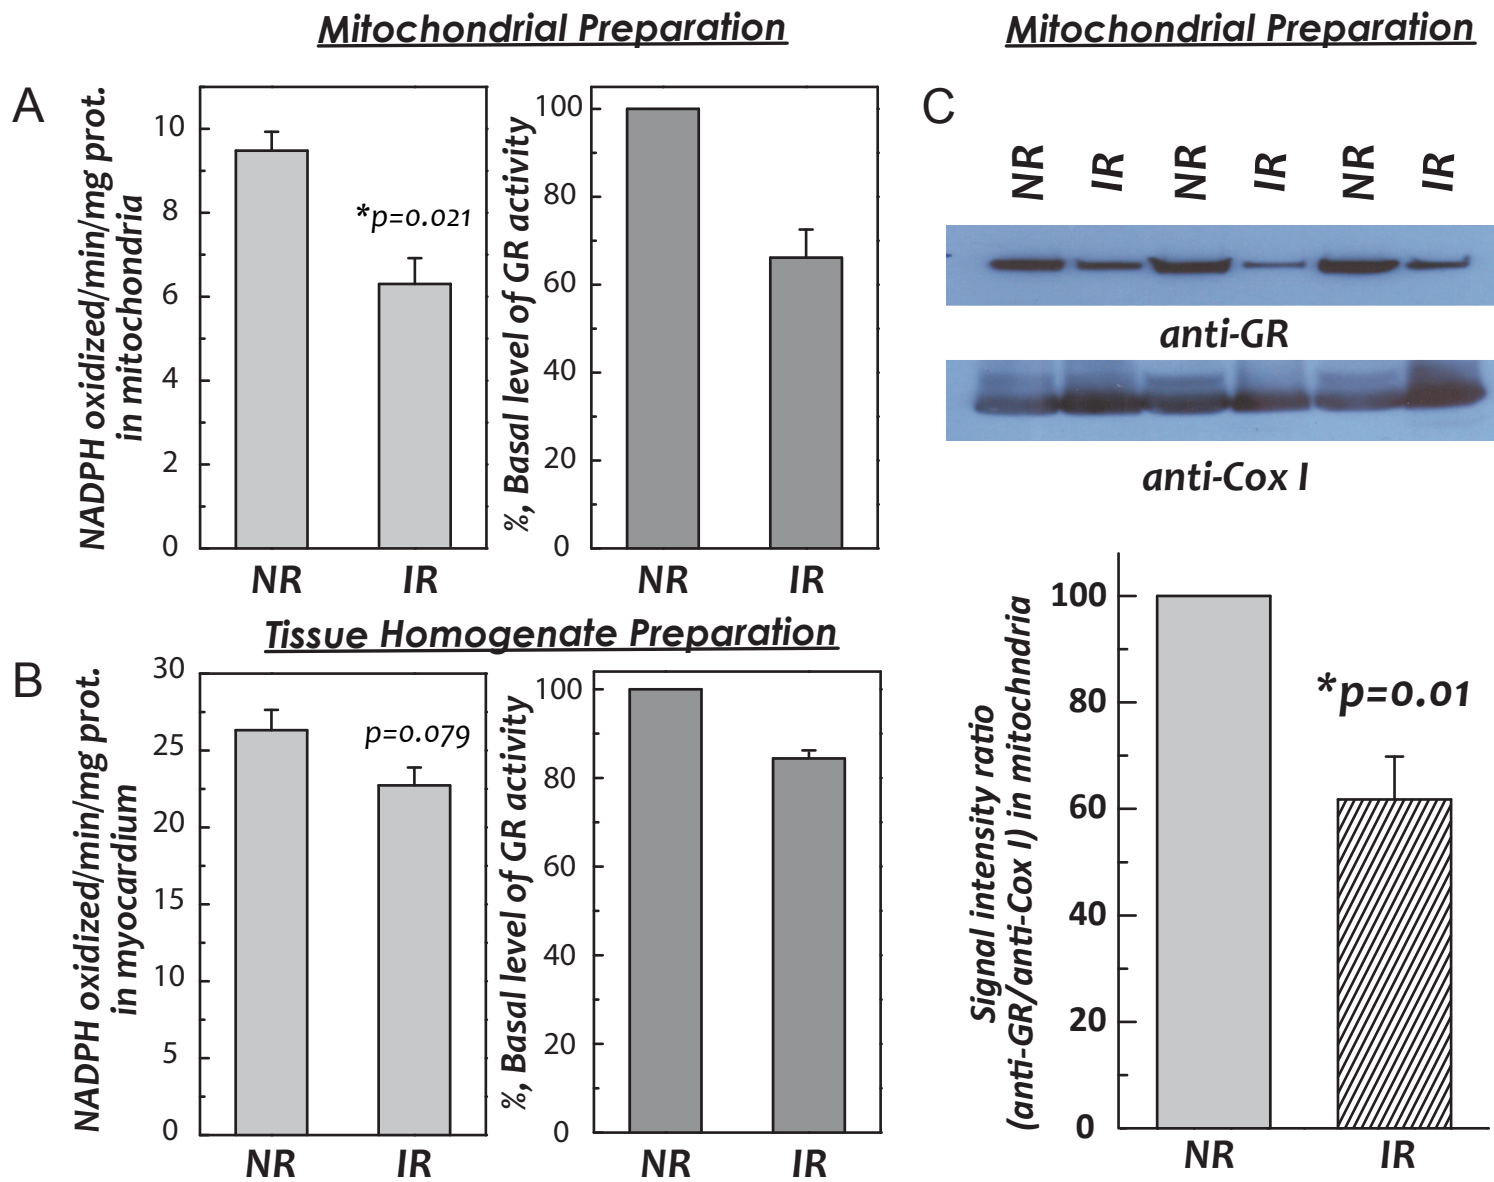 Mitochondrial Preparation
Mitochondrial Preparation
A
NADPH oxidized/min/mg prot.
in mitochondria
10
8
6
4
2
0
*p=0.021
NR
IR
%, Basal level of GR activity
100
80
60
40
20
0
NR
IR
C
NR
IR
NR
IR
NR
IR
anti-GR
anti-Cox I
Tissue Homogenate Preparation
B
NADPH oxidized/min/mg prot.
in myocardium
30
25
20
15
10
5
0
p=0.079
NR
IR
%, Basal level of GR activity
100
80
60
40
20
0
NR
IR
Signal intensity ratio
(anti-GR/anti-Cox I) in mitochndria
100
80
60
40
20
0
*p=0.01
NR
IR